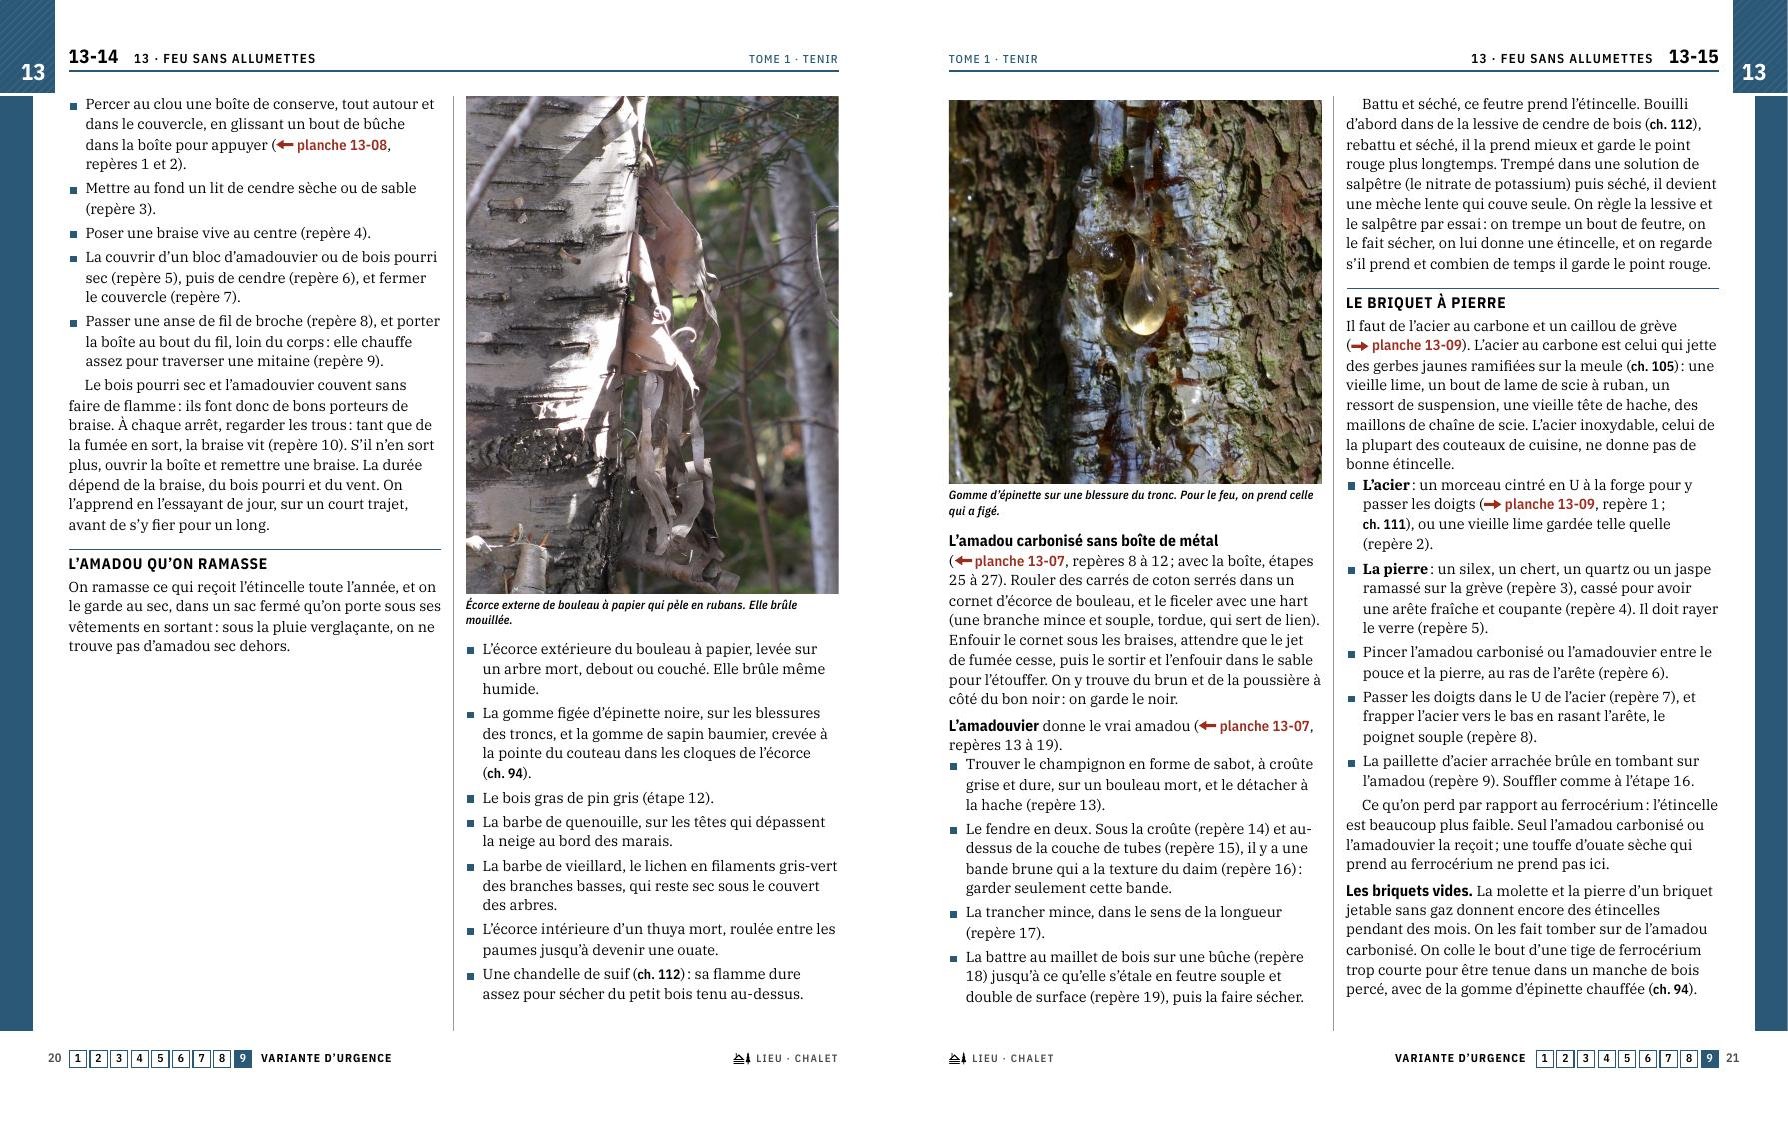 13
13-14 13 · FEU SANS ALLUMETTES
TOME 1 · TENIR
Percer au clou une boîte de conserve, tout autour et
dans le couvercle, en glissant un bout de bûche
dans la boîte pour appuyer (← planche 13-08,
repères 1 et 2).
Mettre au fond un lit de cendre sèche ou de sable
(repère 3).
Poser une braise vive au centre (repère 4).
La couvrir d’un bloc d’amadouvier ou de bois pourri
sec (repère 5), puis de cendre (repère 6), et fermer
le couvercle (repère 7).
Passer une anse de fil de broche (repère 8), et porter
la boîte au bout du fil, loin du corps : elle chauffe
assez pour traverser une mitaine (repère 9).
Le bois pourri sec et l’amadouvier couvent sans
faire de flamme : ils font donc de bons porteurs de
braise. À chaque arrêt, regarder les trous : tant que de
la fumée en sort, la braise vit (repère 10). S’il n’en sort
plus, ouvrir la boîte et remettre une braise. La durée
dépend de la braise, du bois pourri et du vent. On
l’apprend en l’essayant de jour, sur un court trajet,
avant de s’y fier pour un long.
L’AMADOU QU’ON RAMASSE
On ramasse ce qui reçoit l’étincelle toute l’année, et on
le garde au sec, dans un sac fermé qu’on porte sous ses
vêtements en sortant : sous la pluie verglaçante, on ne
trouve pas d’amadou sec dehors.
Écorce externe de bouleau à papier qui pèle en rubans. Elle brûle
mouillée.
L’écorce extérieure du bouleau à papier, levée sur
un arbre mort, debout ou couché. Elle brûle même
humide.
La gomme figée d’épinette noire, sur les blessures
des troncs, et la gomme de sapin baumier, crevée à
la pointe du couteau dans les cloques de l’écorce
(ch. 94).
Le bois gras de pin gris (étape 12).
La barbe de quenouille, sur les têtes qui dépassent
la neige au bord des marais.
La barbe de vieillard, le lichen en filaments gris-vert
des branches basses, qui reste sec sous le couvert
des arbres.
L’écorce intérieure d’un thuya mort, roulée entre les
paumes jusqu’à devenir une ouate.
Une chandelle de suif (ch. 112) : sa flamme dure
assez pour sécher du petit bois tenu au-dessus.
20 1 2 3 4 5 6 7 8 9 VARIANTE D’URGENCE
LIEU · CHALET
TOME 1 · TENIR
13 · FEU SANS ALLUMETTES 13-15
13
Gomme d’épinette sur une blessure du tronc. Pour le feu, on prend celle
qui a figé.
L’amadou carbonisé sans boîte de métal
(← planche 13-07, repères 8 à 12 ; avec la boîte, étapes
25 à 27). Rouler des carrés de coton serrés dans un
cornet d’écorce de bouleau, et le ficeler avec une hart
(une branche mince et souple, tordue, qui sert de lien).
Enfouir le cornet sous les braises, attendre que le jet
de fumée cesse, puis le sortir et l’enfouir dans le sable
pour l’étouffer. On y trouve du brun et de la poussière à
côté du bon noir : on garde le noir.
L’amadouvier donne le vrai amadou (← planche 13-07,
repères 13 à 19).
Trouver le champignon en forme de sabot, à croûte
grise et dure, sur un bouleau mort, et le détacher à
la hache (repère 13).
Le fendre en deux. Sous la croûte (repère 14) et au-
dessus de la couche de tubes (repère 15), il y a une
bande brune qui a la texture du daim (repère 16) :
garder seulement cette bande.
La trancher mince, dans le sens de la longueur
(repère 17).
La battre au maillet de bois sur une bûche (repère
18) jusqu’à ce qu’elle s’étale en feutre souple et
double de surface (repère 19), puis la faire sécher.
Battu et séché, ce feutre prend l’étincelle. Bouilli
d’abord dans de la lessive de cendre de bois (ch. 112),
rebattu et séché, il la prend mieux et garde le point
rouge plus longtemps. Trempé dans une solution de
salpêtre (le nitrate de potassium) puis séché, il devient
une mèche lente qui couve seule. On règle la lessive et
le salpêtre par essai : on trempe un bout de feutre, on
le fait sécher, on lui donne une étincelle, et on regarde
s’il prend et combien de temps il garde le point rouge.
LE BRIQUET À PIERRE
Il faut de l’acier au carbone et un caillou de grève
(→ planche 13-09). L’acier au carbone est celui qui jette
des gerbes jaunes ramifiées sur la meule (ch. 105) : une
vieille lime, un bout de lame de scie à ruban, un
ressort de suspension, une vieille tête de hache, des
maillons de chaîne de scie. L’acier inoxydable, celui de
la plupart des couteaux de cuisine, ne donne pas de
bonne étincelle.
L’acier : un morceau cintré en U à la forge pour y
passer les doigts (→ planche 13-09, repère 1 ;
ch. 111), ou une vieille lime gardée telle quelle
(repère 2).
La pierre : un silex, un chert, un quartz ou un jaspe
ramassé sur la grève (repère 3), cassé pour avoir
une arête fraîche et coupante (repère 4). Il doit rayer
le verre (repère 5).
Pincer l’amadou carbonisé ou l’amadouvier entre le
pouce et la pierre, au ras de l’arête (repère 6).
Passer les doigts dans le U de l’acier (repère 7), et
frapper l’acier vers le bas en rasant l’arête, le
poignet souple (repère 8).
La paillette d’acier arrachée brûle en tombant sur
l’amadou (repère 9). Souffler comme à l’étape 16.
Ce qu’on perd par rapport au ferrocérium : l’étincelle
est beaucoup plus faible. Seul l’amadou carbonisé ou
l’amadouvier la reçoit ; une touffe d’ouate sèche qui
prend au ferrocérium ne prend pas ici.
Les briquets vides. La molette et la pierre d’un briquet
jetable sans gaz donnent encore des étincelles
pendant des mois. On les fait tomber sur de l’amadou
carbonisé. On colle le bout d’une tige de ferrocérium
trop courte pour être tenue dans un manche de bois
percé, avec de la gomme d’épinette chauffée (ch. 94).
LIEU · CHALET
VARIANTE D’URGENCE 1 2 3 4 5 6 7 8 9 21